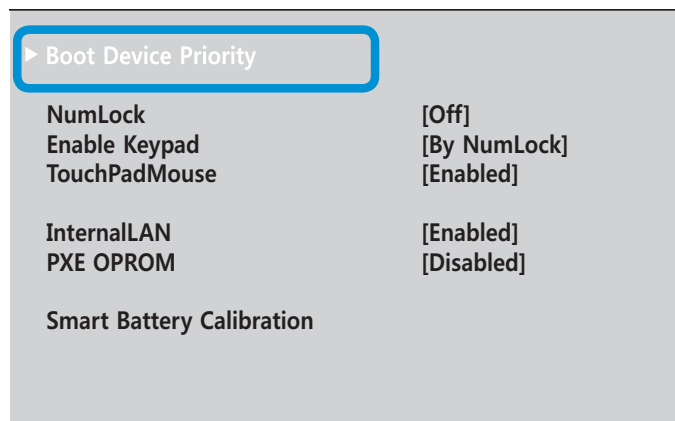 Boot Device Priority
NumLock [Off]
Enable Keypad [By NumLock]
TouchPadMouse [Enabled]
InternalLAN [Enabled]
PXE OPROM [Disabled]
Smart Battery Calibration